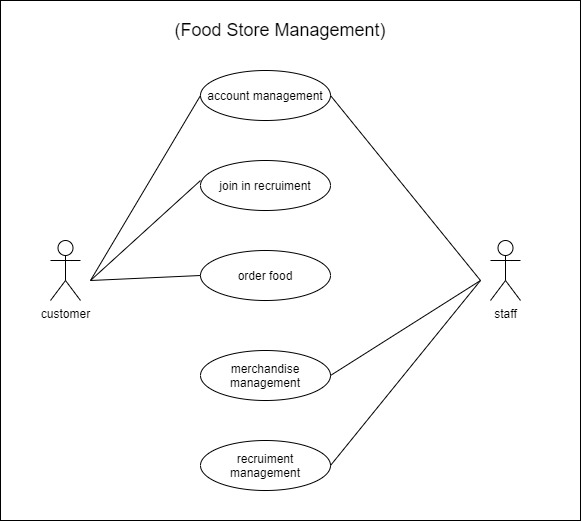 (Food Store Management)
account management
join in recruiment
order food
customer
staff
merchandise
management
recruiment
management